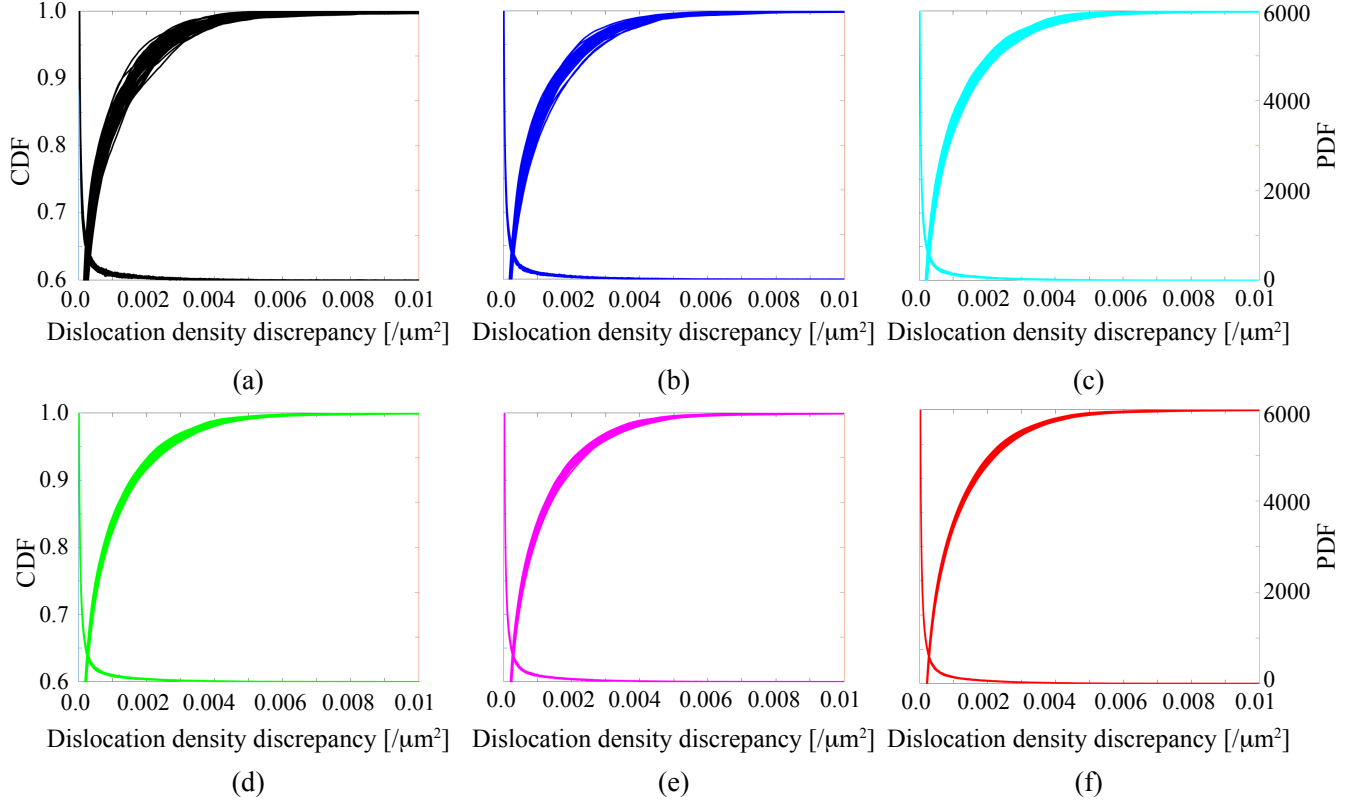 1.0
0.9
0.8
0.7
0.6
CDF
0.0 0.002 0.004 0.006 0.008 0.01
Dislocation density discrepancy [/μm²]
(a)
0.0 0.002 0.004 0.006 0.008 0.01
Dislocation density discrepancy [/μm²]
(b)
6000
4000
2000
0
PDF
0.0 0.002 0.004 0.006 0.008 0.01
Dislocation density discrepancy [/μm²]
(c)
1.0
0.9
0.8
0.7
0.6
CDF
0.0 0.002 0.004 0.006 0.008 0.01
Dislocation density discrepancy [/μm²]
(d)
0.0 0.002 0.004 0.006 0.008 0.01
Dislocation density discrepancy [/μm²]
(e)
6000
4000
2000
0
PDF
0.0 0.002 0.004 0.006 0.008 0.01
Dislocation density discrepancy [/μm²]
(f)